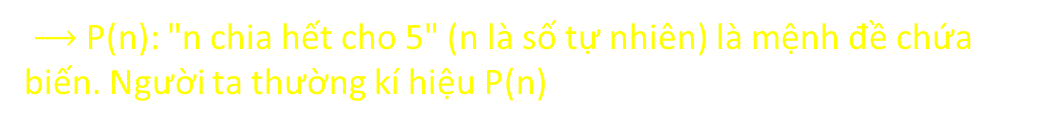 ⟶ P(n): "n chia hết cho 5" (n là số tự nhiên) là mệnh đề chứa
biến. Người ta thường kí hiệu P(n)